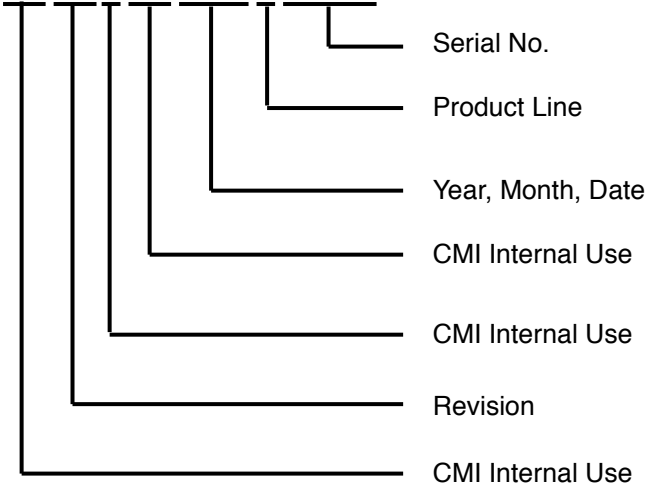 Serial No.
Product Line
Year, Month, Date
CMI Internal Use
CMI Internal Use
Revision
CMI Internal Use